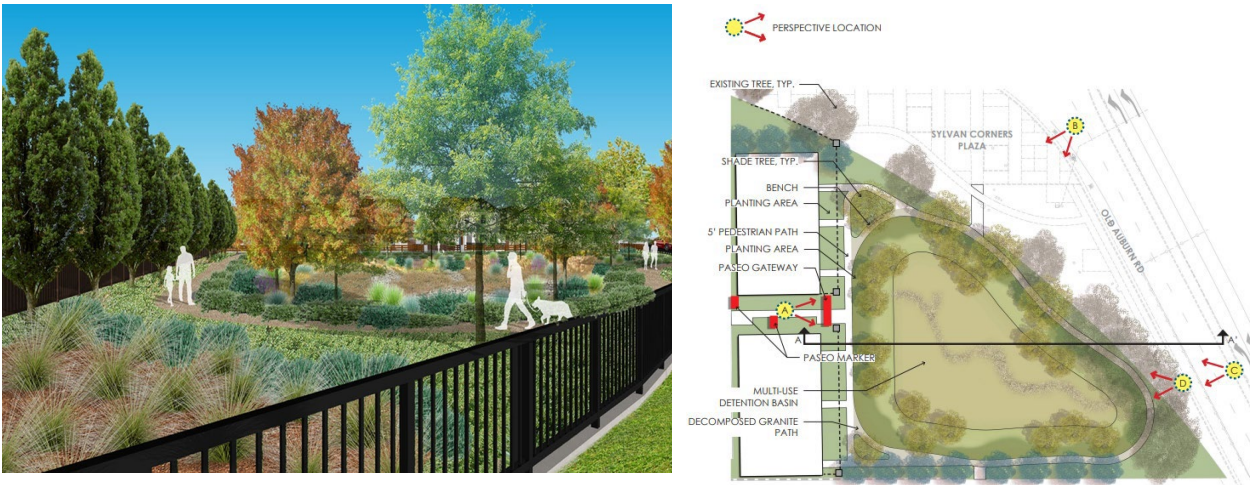 PERSPECTIVE LOCATION
EXISTING TREE, TYP.
B
SYLVAN CORNERS
PLAZA
SHADE TREE, TYP.
BENCH
PLANTING AREA
OLD AUBURN RD
5' PEDESTRIAN PATH
PLANTING AREA
PASEO GATEWAY
A
A
A'
PASEO MARKER
C
D
MULTI-USE
DETENTION BASIN
DECOMPOSED GRANITE
PATH